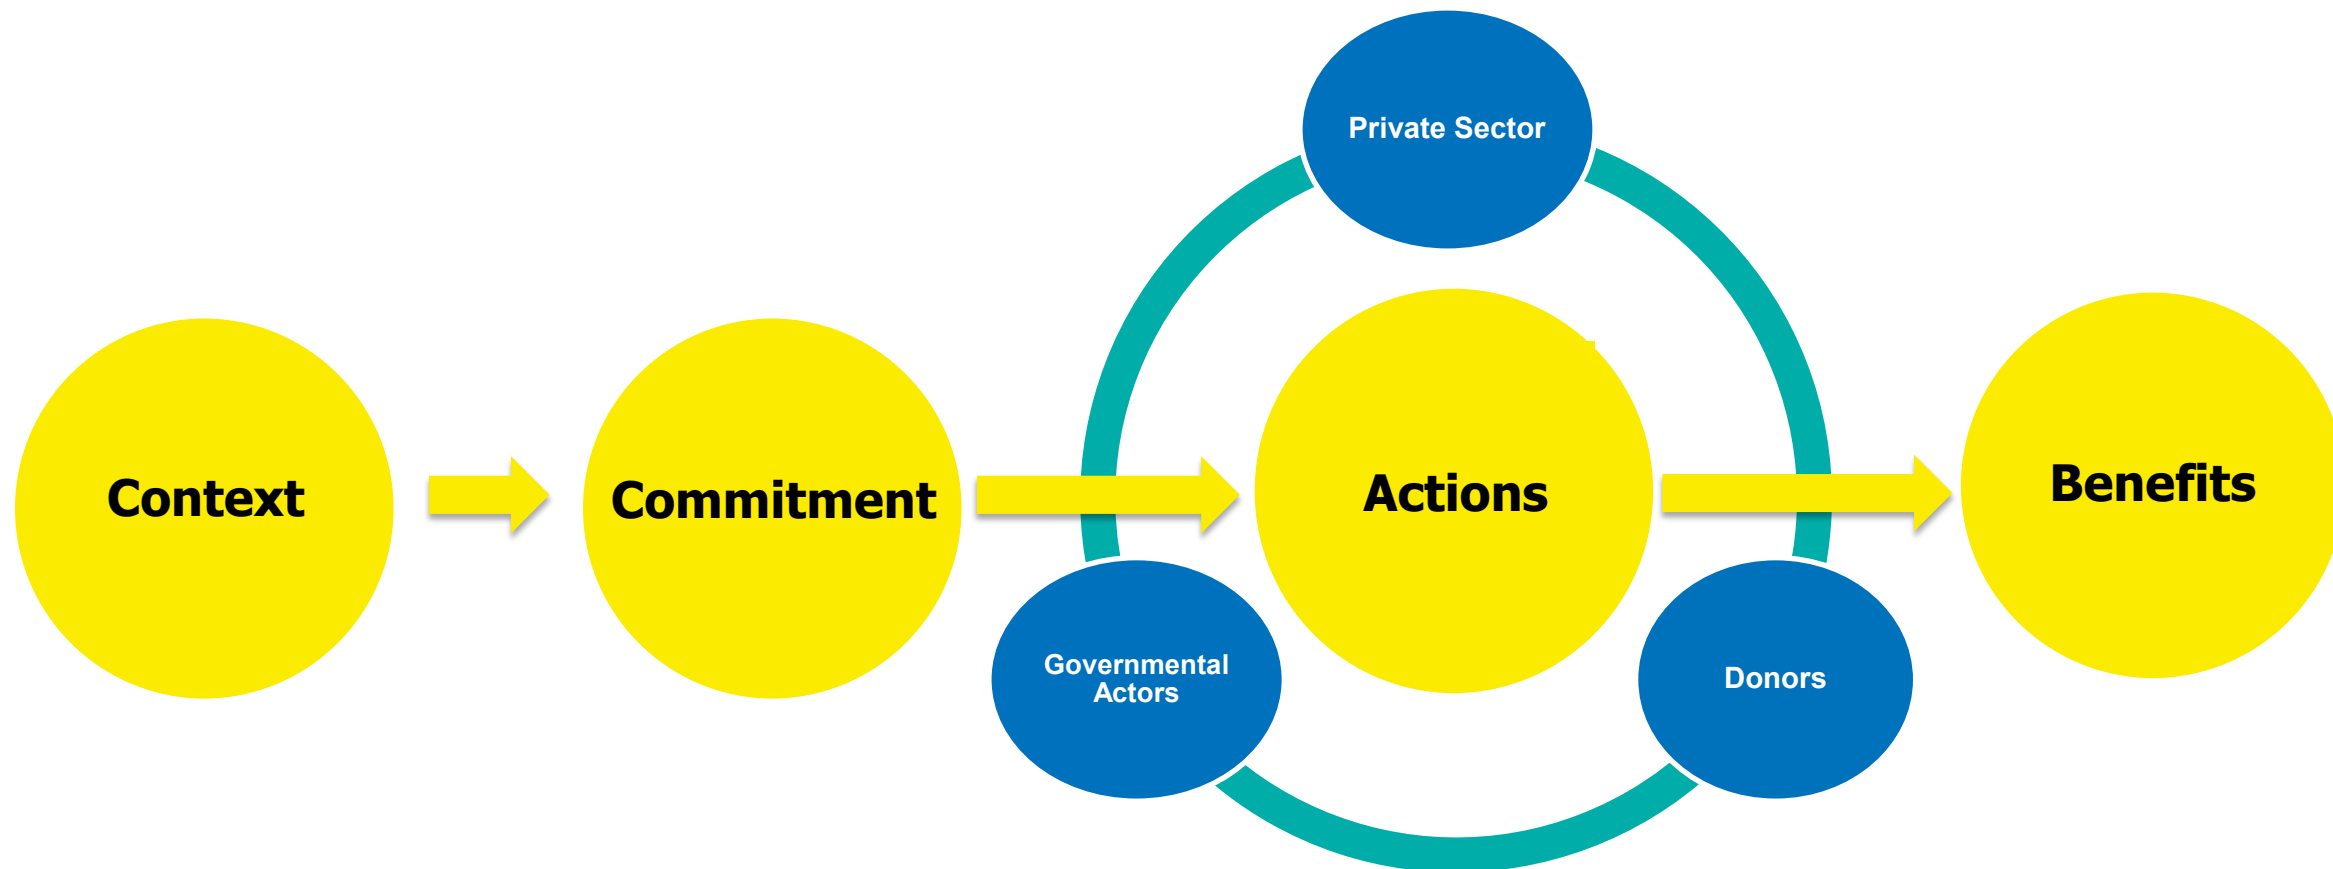 Private Sector
Context
Commitment
Actions
Benefits
Governmental
Actors
Donors